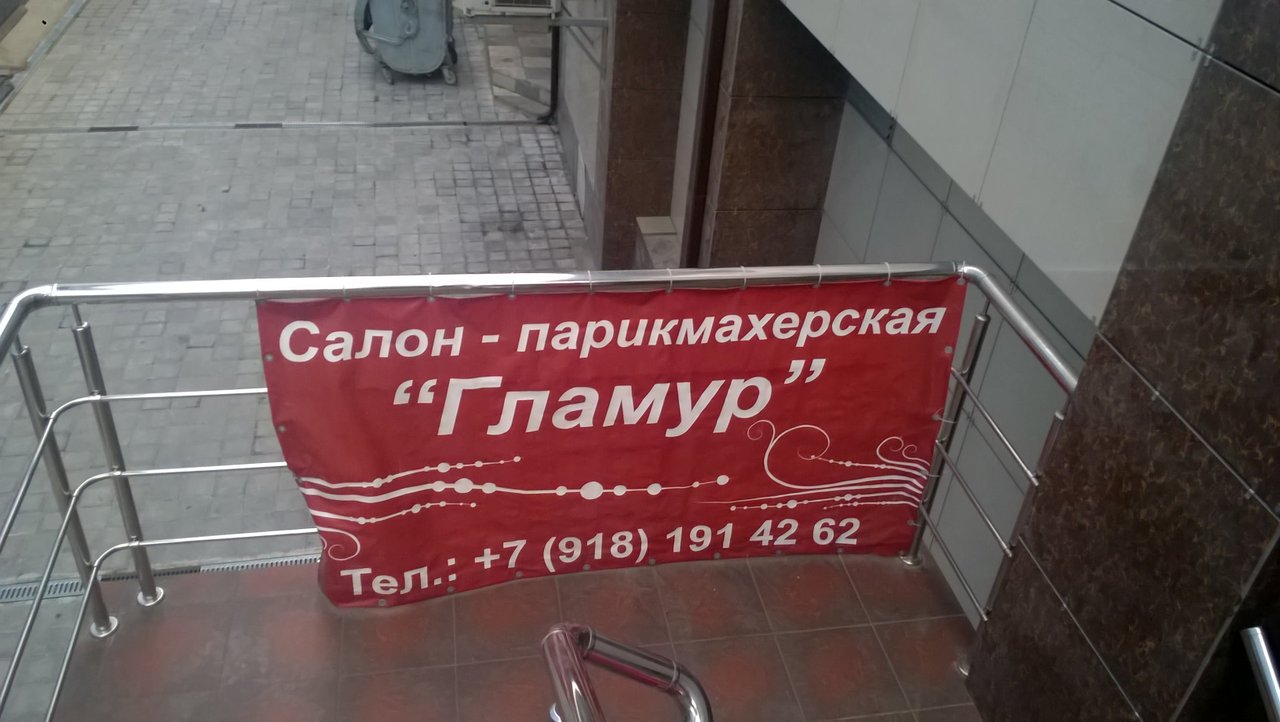 Салон - парикмахерская
“Гламур”
Тел.: +7 (918) 191 42 62